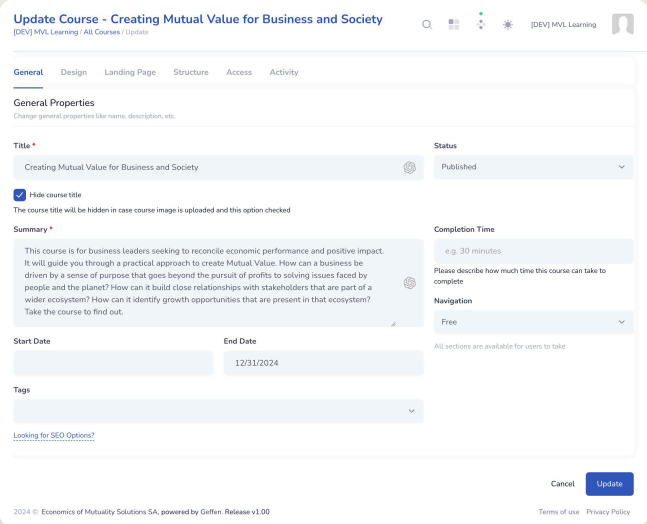 Update Course - Creating Mutual Value for Business and Society
[DEV] MVL Learning / All Courses / Update
[DEV] MVL Learning
General Design Landing Page Structure Access Activity
General Properties
Change general properties like name, description, etc.
Title *
Creating Mutual Value for Business and Society
Status
Published
Hide course title
The course title will be hidden in case course image is uploaded and this option checked
Summary *
This course is for business leaders seeking to reconcile economic performance and positive impact.
It will guide you through a practical approach to create Mutual Value. How can a business be
driven by a sense of purpose that goes beyond the pursuit of profits to solving issues faced by
people and the planet? How can it build close relationships with stakeholders that are part of a
wider ecosystem? How can it identify growth opportunities that are present in that ecosystem?
Take the course to find out.
Completion Time
e.g. 30 minutes
Please describe how much time this course can take to
complete
Navigation
Free
All sections are available for users to take
Start Date
End Date
12/31/2024
Tags
Looking for SEO Options?
Cancel
Update
2024 © Economics of Mutuality Solutions SA, powered by Geffen. Release v1.00
Terms of use Privacy Policy